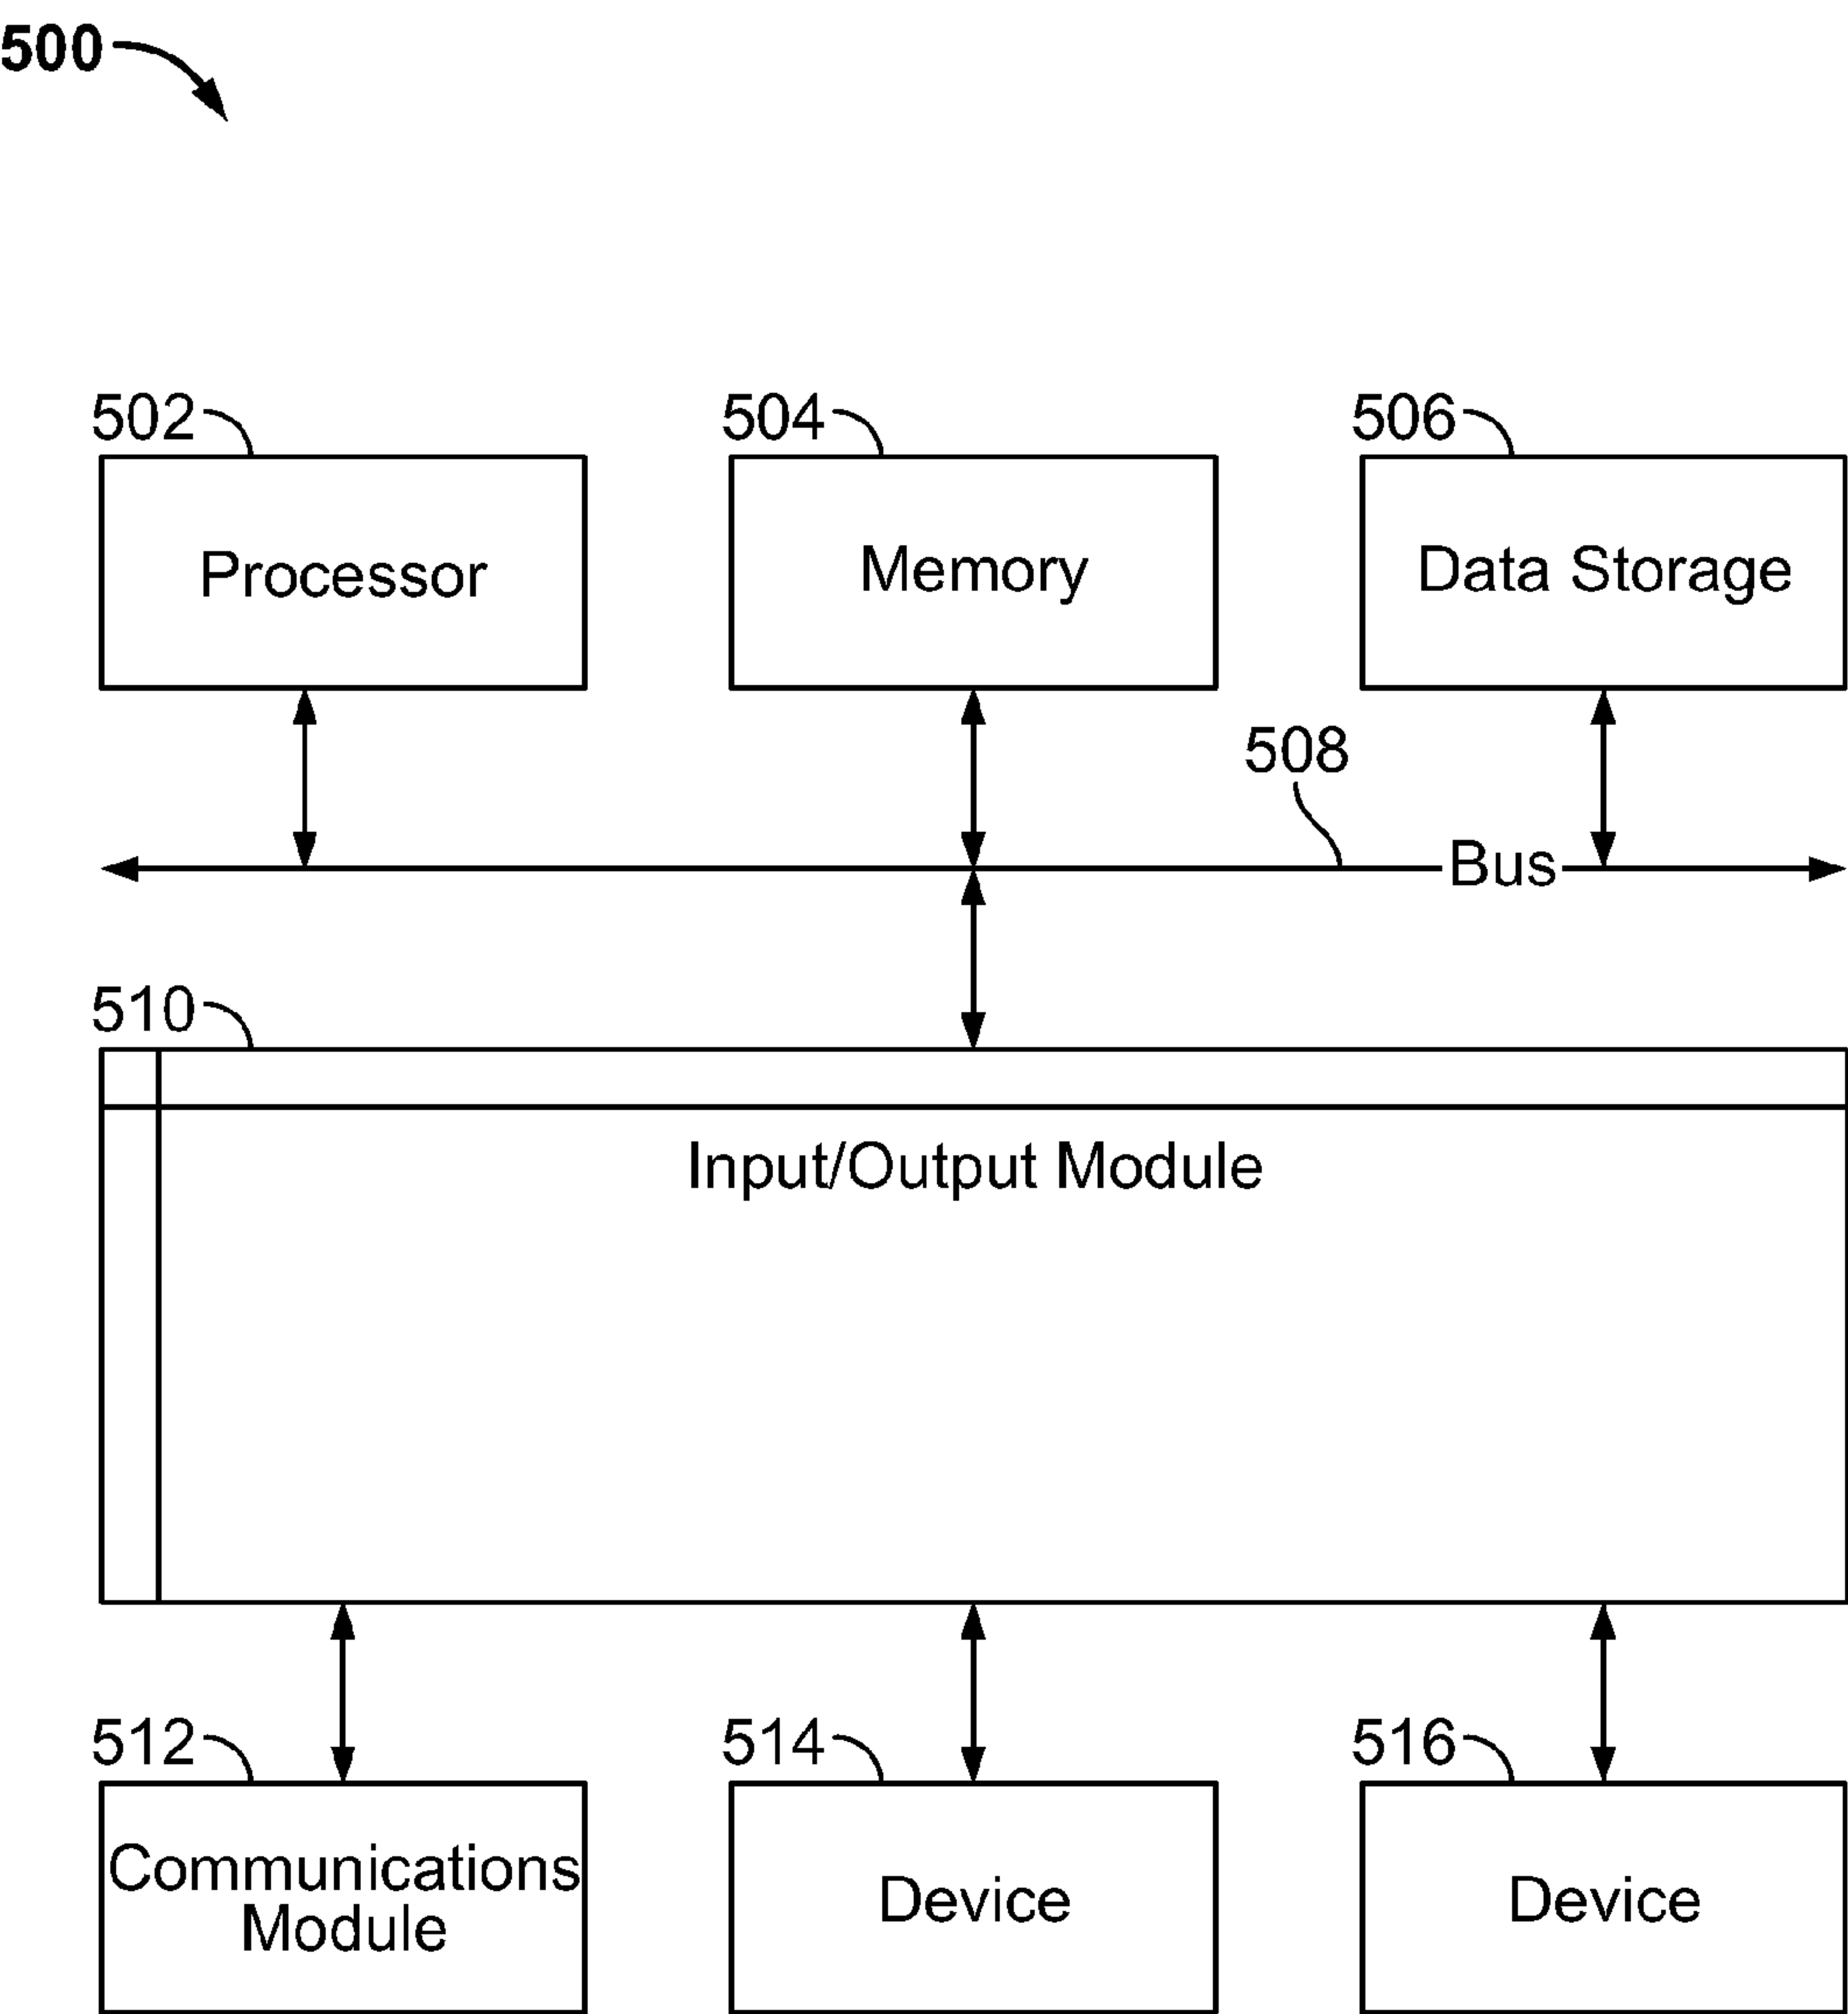 500
502
504
506
Processor
Memory
Data Storage
508
Bus
510
Input/Output Module
512
514
516
Communications
Module
Device
Device